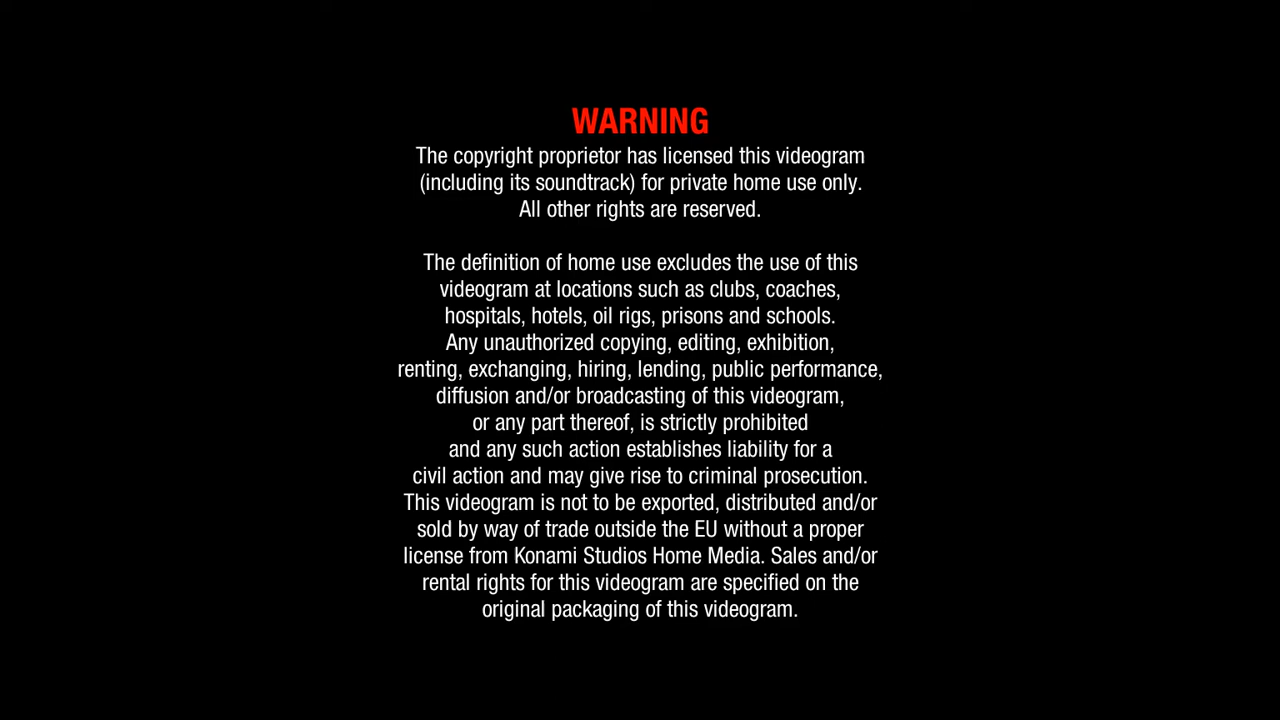 WARNING
The copyright proprietor has licensed this videogram
(including its soundtrack) for private home use only.
All other rights are reserved.
The definition of home use excludes the use of this
videogram at locations such as clubs, coaches,
hospitals, hotels, oil rigs, prisons and schools.
Any unauthorized copying, editing, exhibition,
renting, exchanging, hiring, lending, public performance,
diffusion and/or broadcasting of this videogram,
or any part thereof, is strictly prohibited
and any such action establishes liability for a
civil action and may give rise to criminal prosecution.
This videogram is not to be exported, distributed and/or
sold by way of trade outside the EU without a proper
license from Konami Studios Home Media. Sales and/or
rental rights for this videogram are specified on the
original packaging of this videogram.